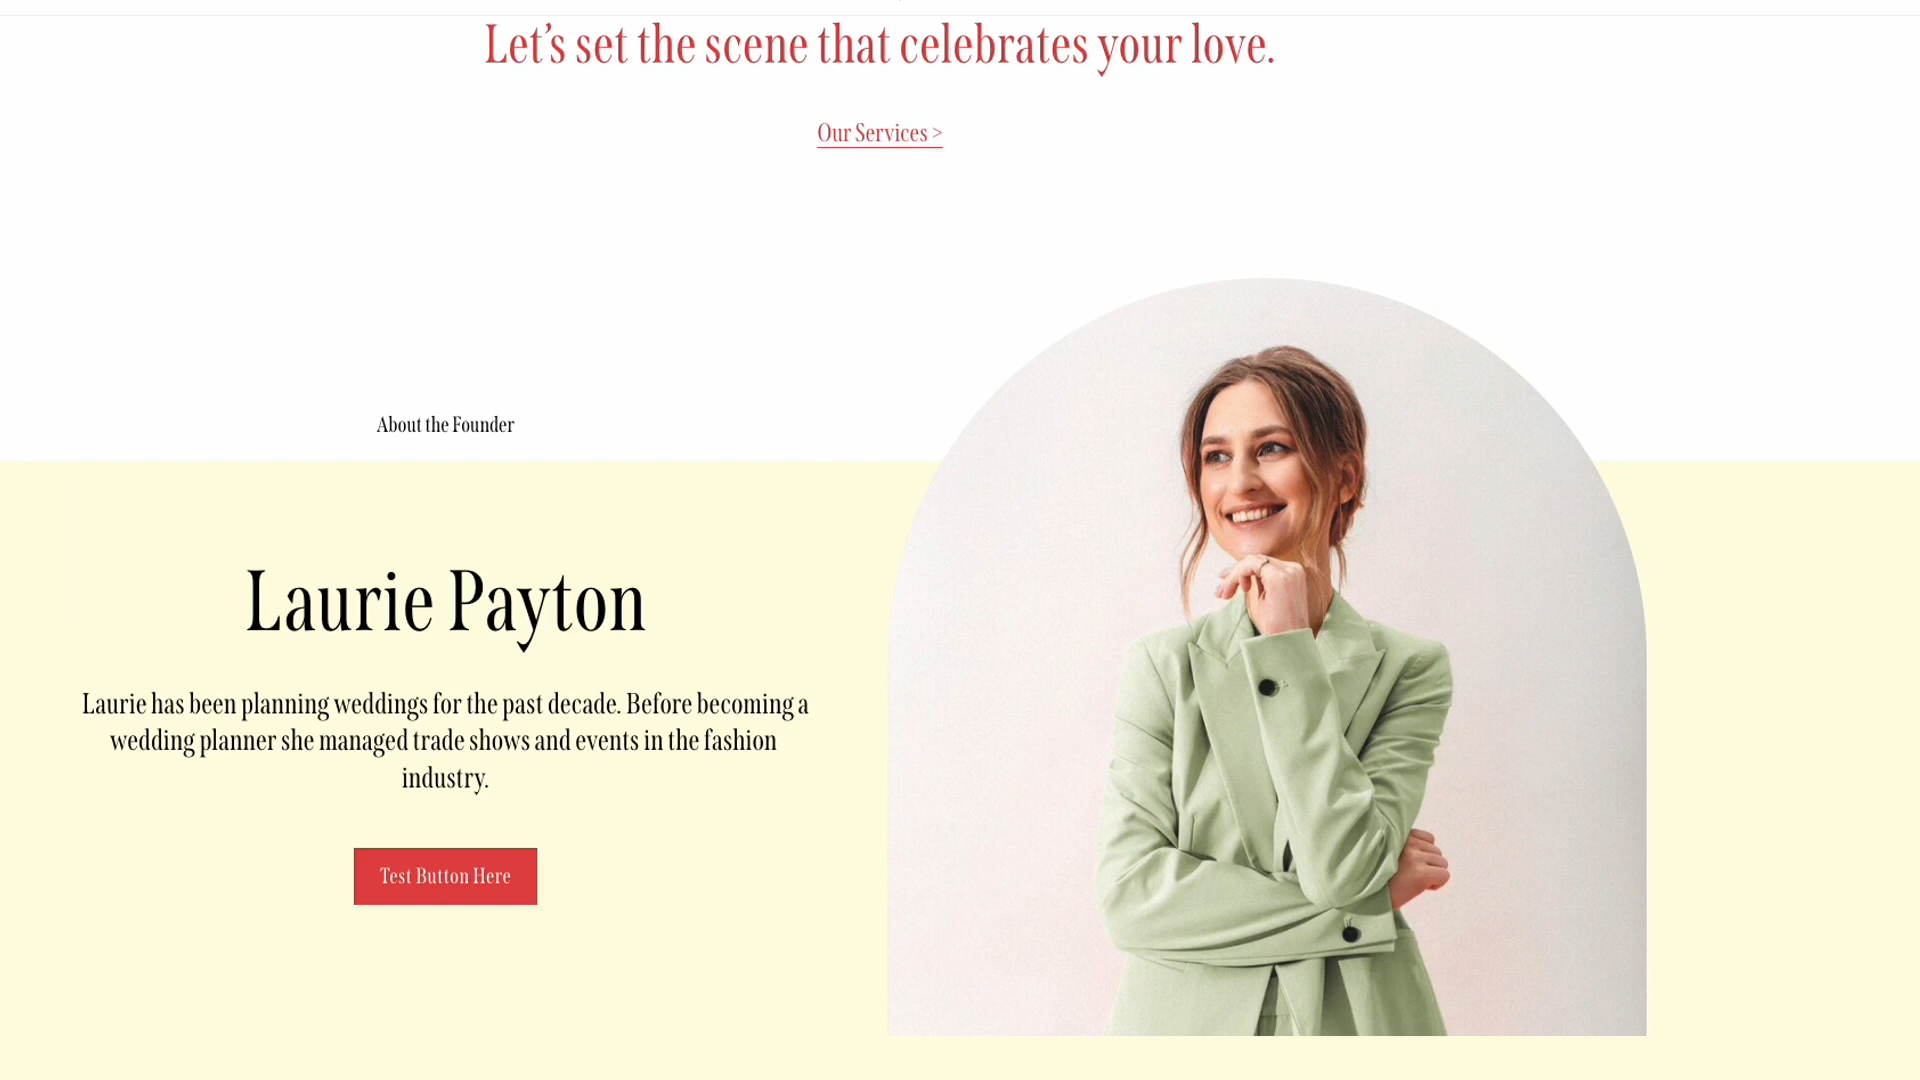 Let’s set the scene that celebrates your love.
Our Services >
About the Founder
Laurie Payton
Laurie has been planning weddings for the past decade. Before becoming a
wedding planner she managed trade shows and events in the fashion
industry.
Test Button Here